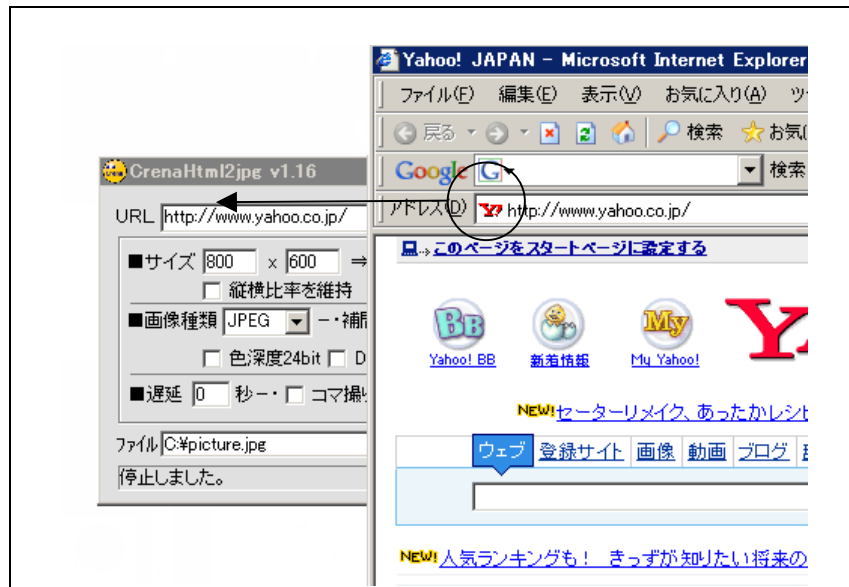 CrenaHtml2jpg v1.16
URL http://www.yahoo.co.jp/
■サイズ 800 x 600 ⇒
縦横比率を維持
■画像種類 JPEG -・補間
色深度24bit D
■遅延 0 秒-・ コマ撮り
ファイル C:¥picture.jpg
停止しました。
Yahoo! JAPAN - Microsoft Internet Explorer
ファイル(F) 編集(E) 表示(V) お気に入り(A) ツ
戻る 検索 お気に
Google G 検索
アドレス(D) Y! http://www.yahoo.co.jp/
このページをスタートページに設定する
BB My Y
Yahoo! BB 新着情報 My Yahoo!
NEW!セーターリメイク、あったかレシピ
ウェブ 登録サイト 画像 動画 ブログ
NEW!人気ランキングも! きっずが知りたい将来の